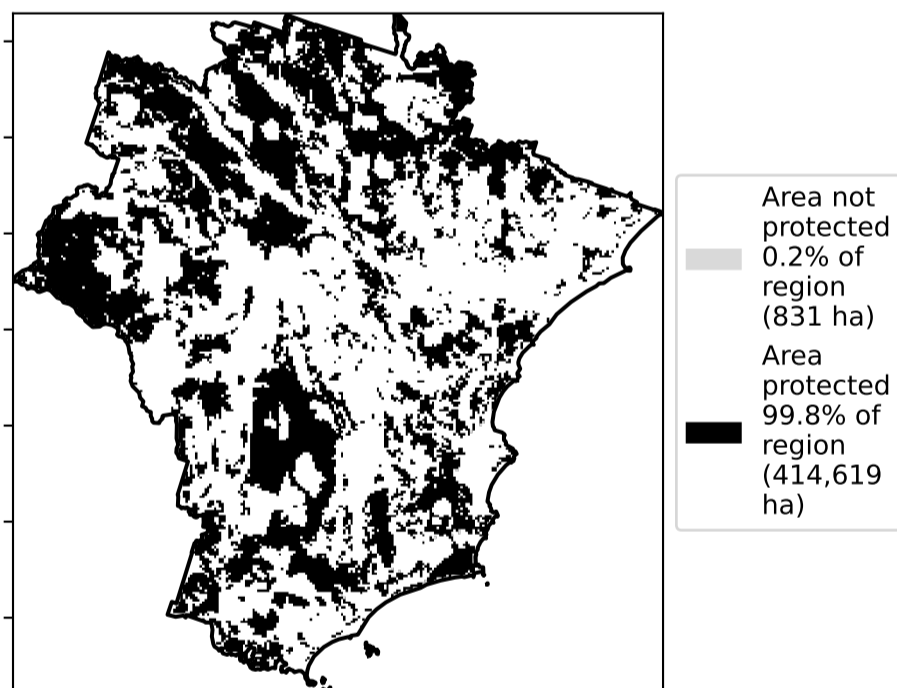 Area not
protected
0.2% of
region
(831 ha)
Area
protected
99.8% of
region
(414,619
ha)